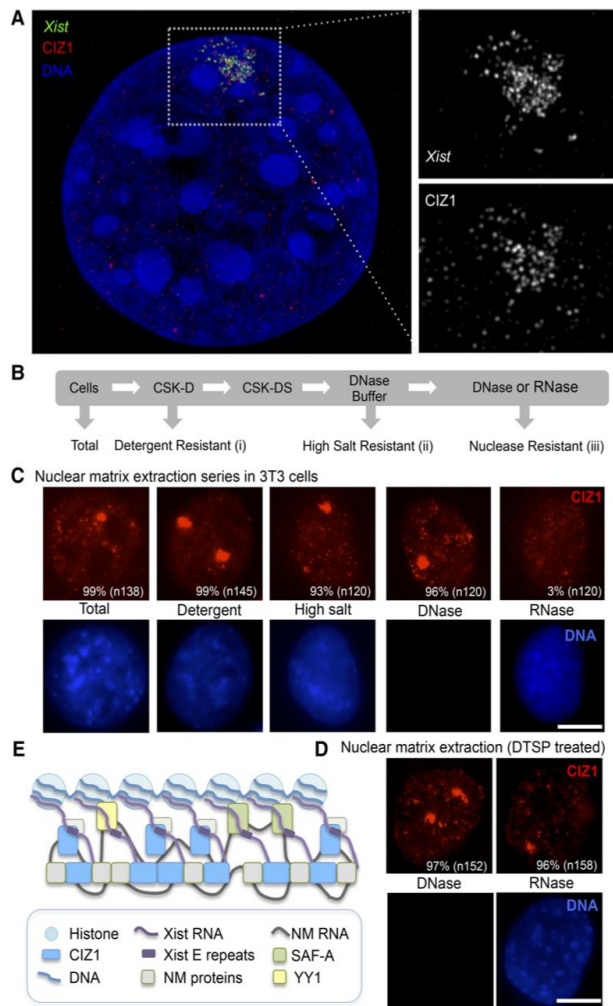 A
Xist
CIZ1
DNA
Xist
CIZ1
B
Cells
CSK-D
CSK-DS
DNase
Buffer
DNase or RNase
Total
Detergent Resistant (i)
High Salt Resistant (ii)
Nuclease Resistant (iii)
C Nuclear matrix extraction series in 3T3 cells
CIZ1
99% (n138)
99% (n145)
93% (n120)
96% (n120)
3% (n120)
Total
Detergent
High salt
DNase
RNase
DNA
E
D Nuclear matrix extraction (DTSP treated)
CIZ1
97% (n152)
96% (n158)
DNase
RNase
DNA
Histone
Xist RNA
NM RNA
CIZ1
Xist E repeats
SAF-A
DNA
NM proteins
YY1